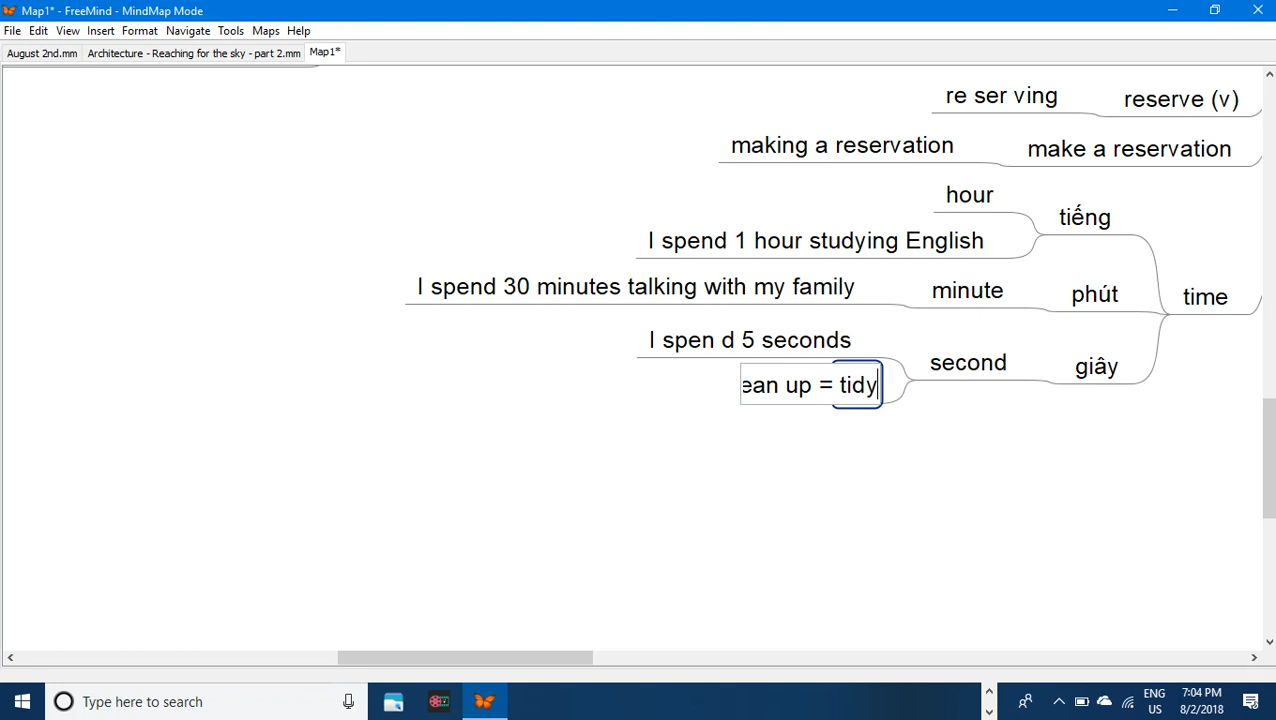 Map1* - FreeMind - MindMap Mode
File Edit View Insert Format Navigate Tools Maps Help
August 2nd.mm Architecture - Reaching for the sky - part 2.mm Map1*
re ser ving reserve (v)
making a reservation make a reservation
hour
tiếng
I spend 1 hour studying English
I spend 30 minutes talking with my family minute phút time
I spen d 5 seconds
second giây
ean up = tidy
Type here to search
ENG 7:04 PM
US 8/2/2018